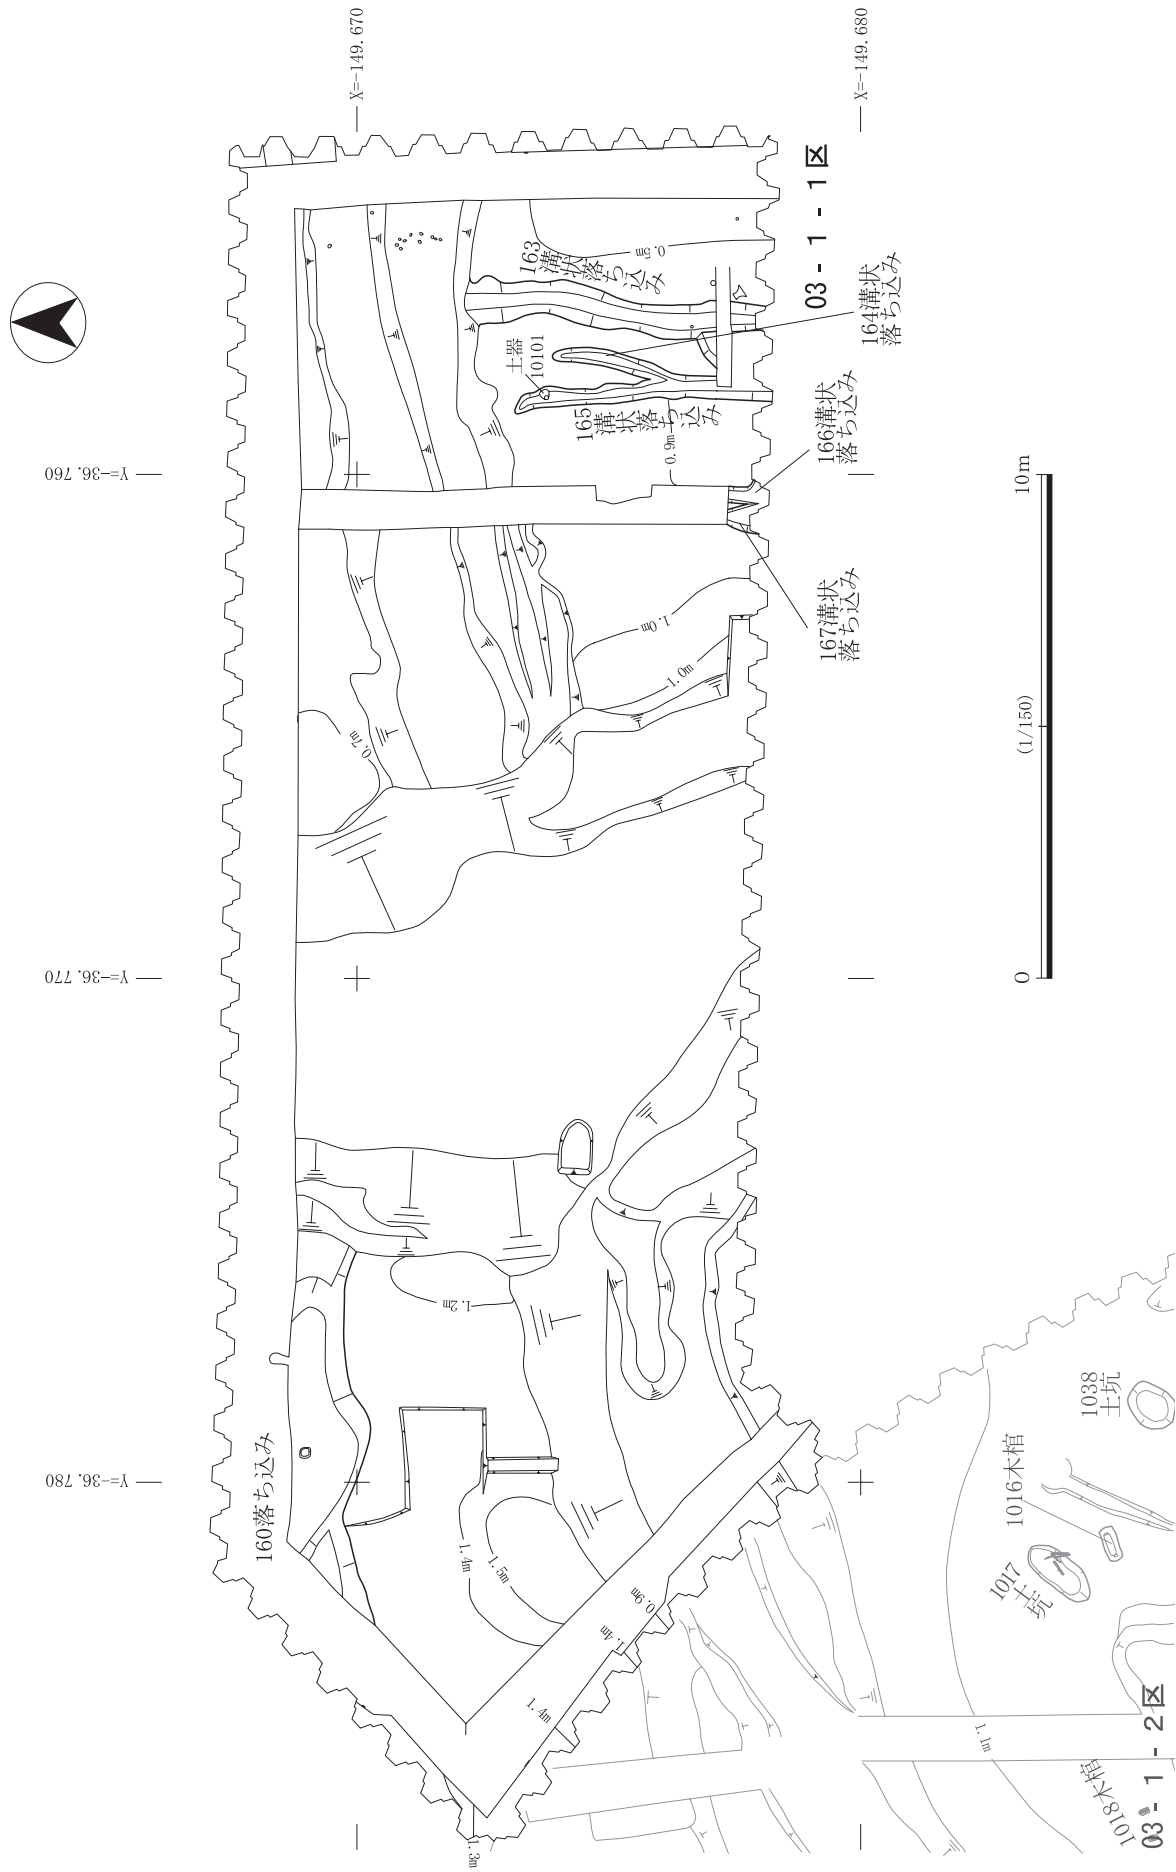 X=-149.670
X=-149.680
Y=-36.760
Y=-36.770
Y=-36.780
03-1-1区
163
溝状落ち込み
0.5m
164溝状
落ち込み
土器
10101
165
溝状落ち込み
0.9m
166溝状
落ち込み
167溝状
落ち込み
1.0m
1.0m
0.7m
10m
(1/150)
0
1.2m
160落ち込み
1.4m
1.5m
0.9m
1.4m
1.4m
1.3m
1038
土坑
1016木棺
1017
土坑
1.1m
1018木棺
03-1-2区